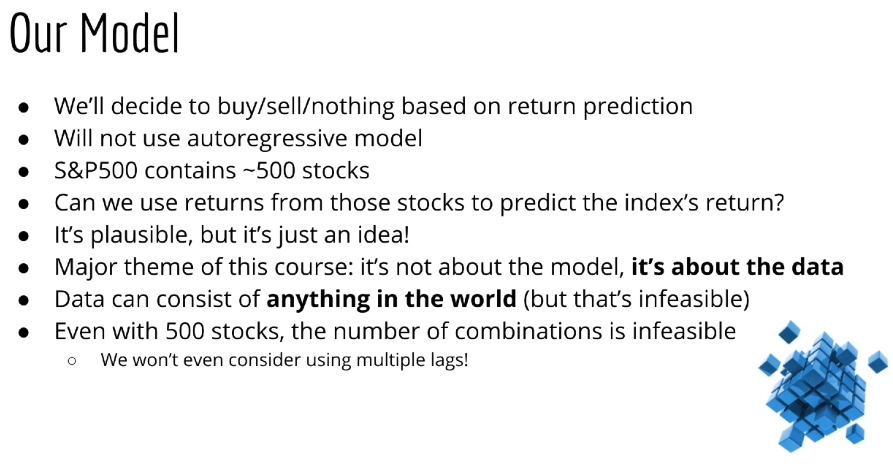 Our Model
● We'll decide to buy/sell/nothing based on return prediction
● Will not use autoregressive model
● S&P500 contains ~500 stocks
● Can we use returns from those stocks to predict the index's return?
● It's plausible, but it's just an idea!
● Major theme of this course: it's not about the model, it's about the data
● Data can consist of anything in the world (but that's infeasible)
● Even with 500 stocks, the number of combinations is infeasible
○ We won't even consider using multiple lags!